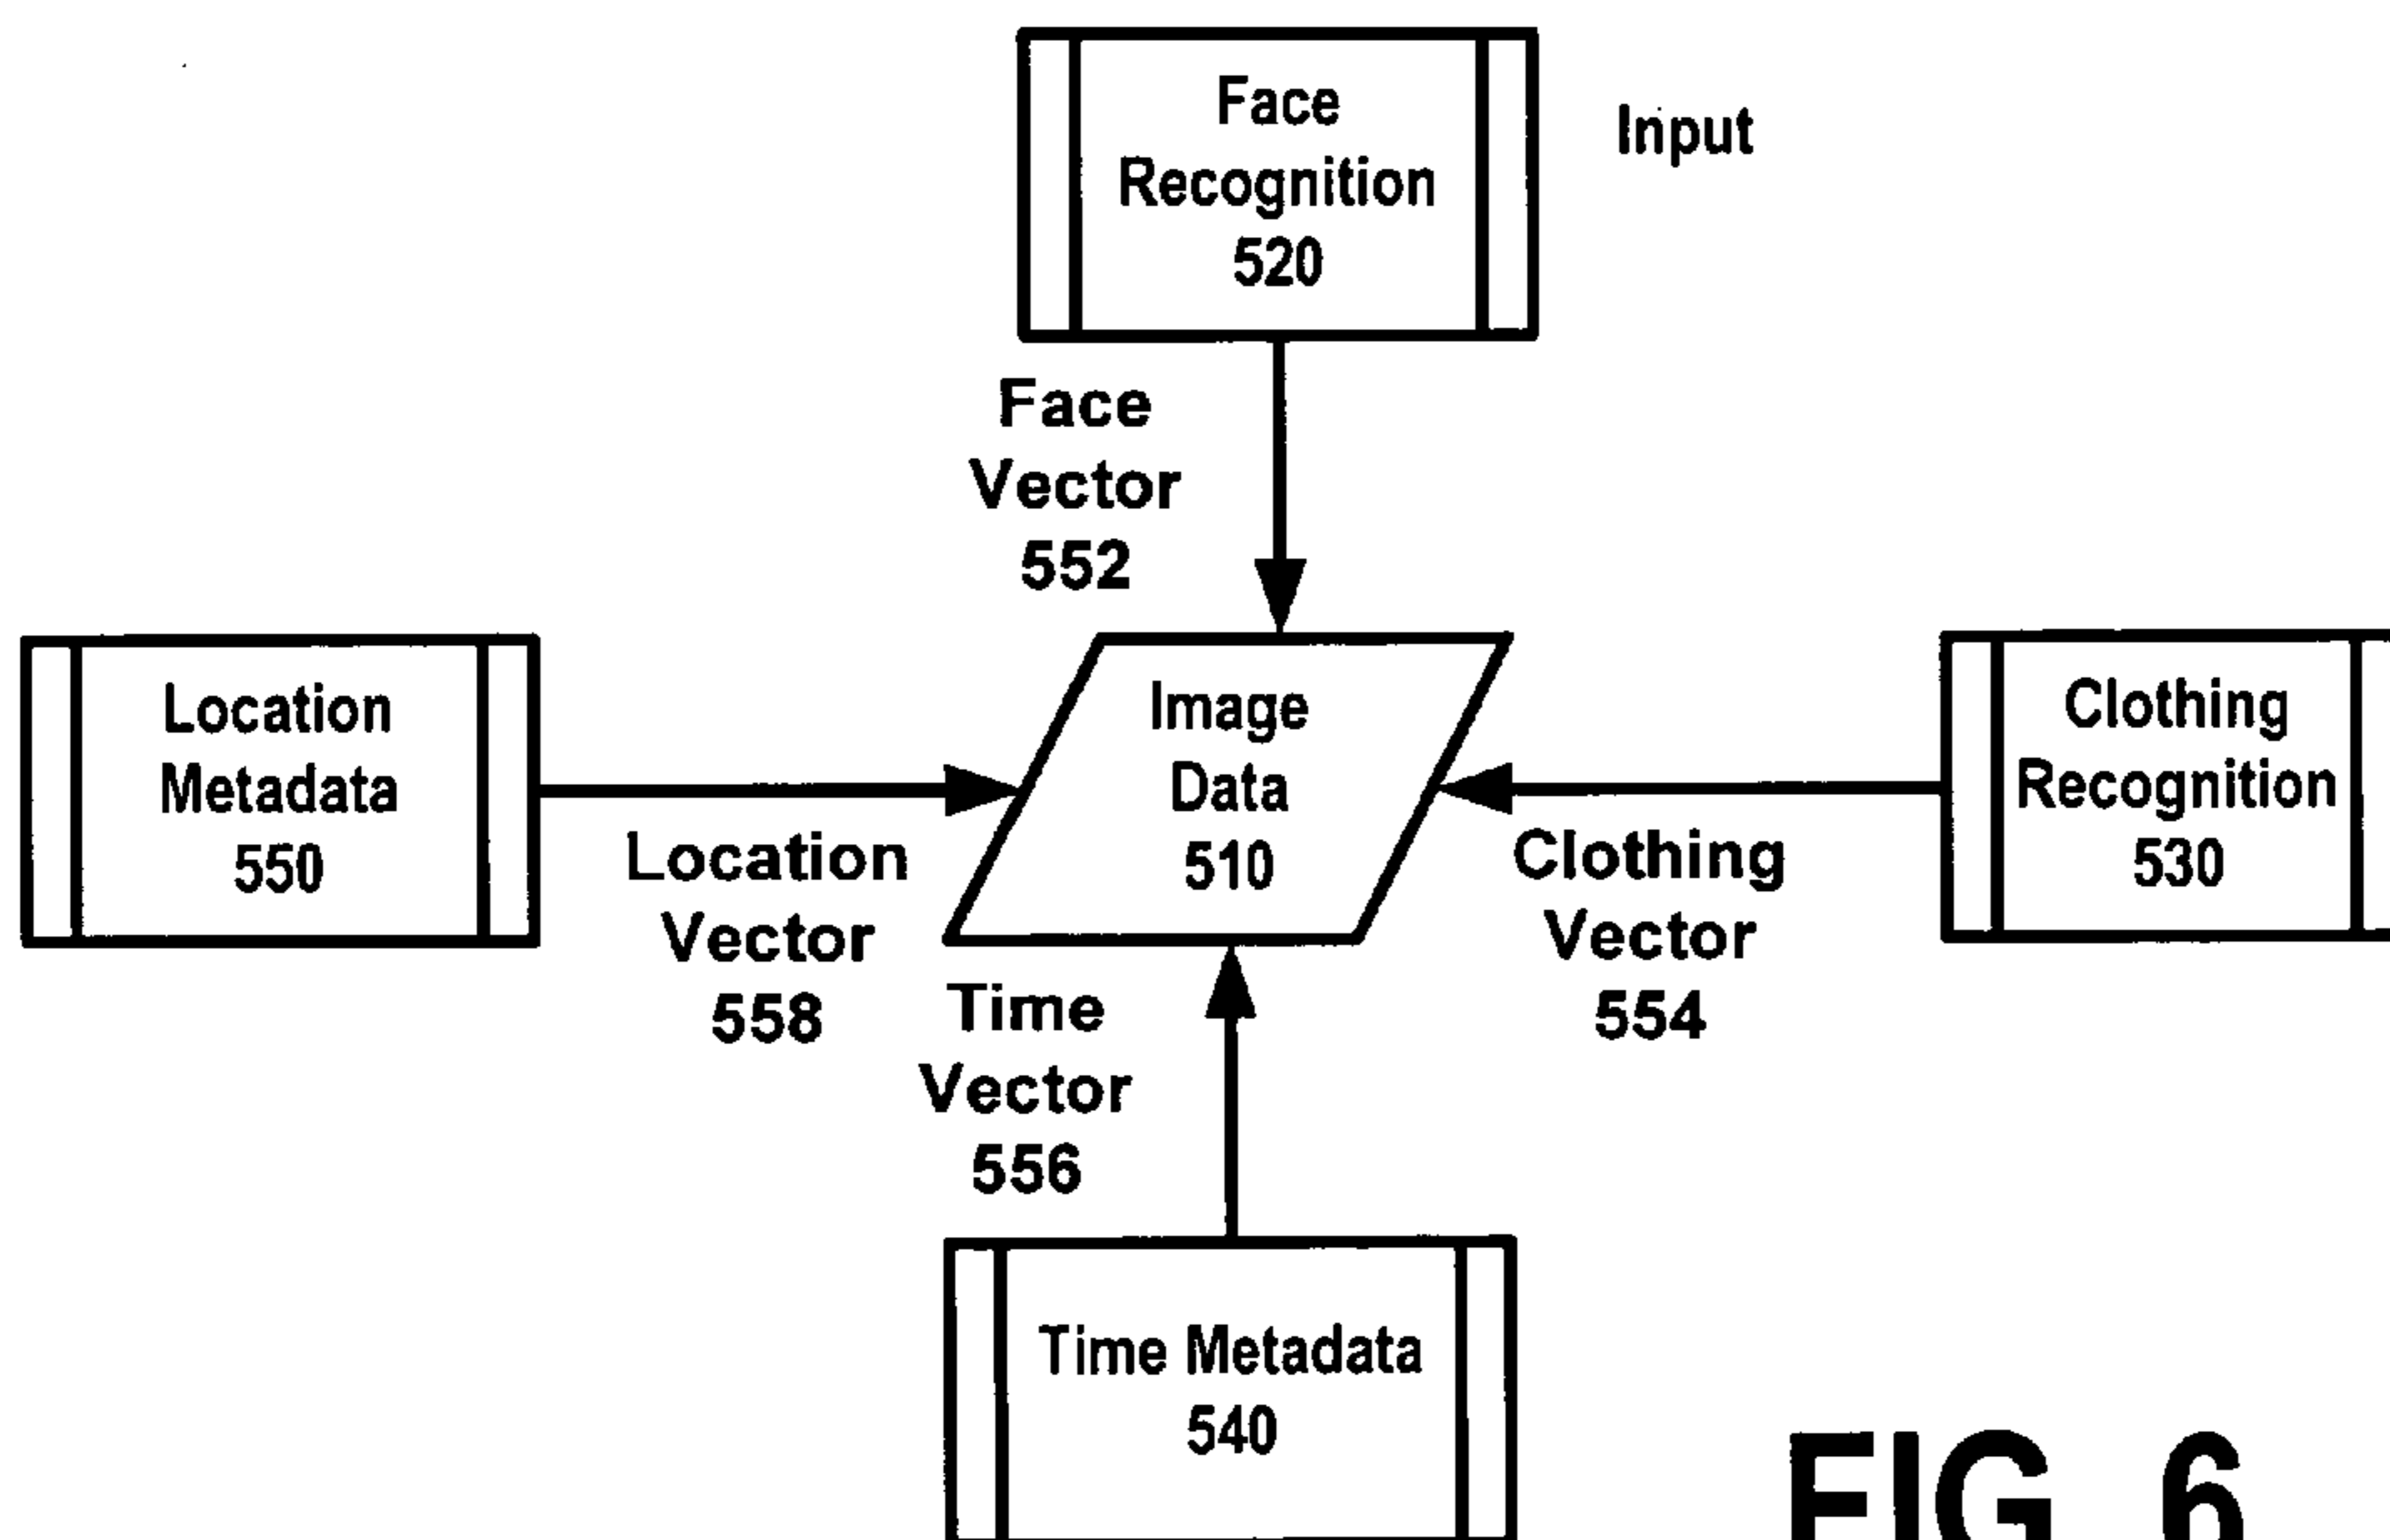 Face
Recognition
520
Input
Face
Vector
552
Location
Metadata
550
Image
Data
510
Clothing
Recognition
530
Location
Vector
558
Clothing
Vector
554
Time
Vector
556
Time Metadata
540
FIG. 6